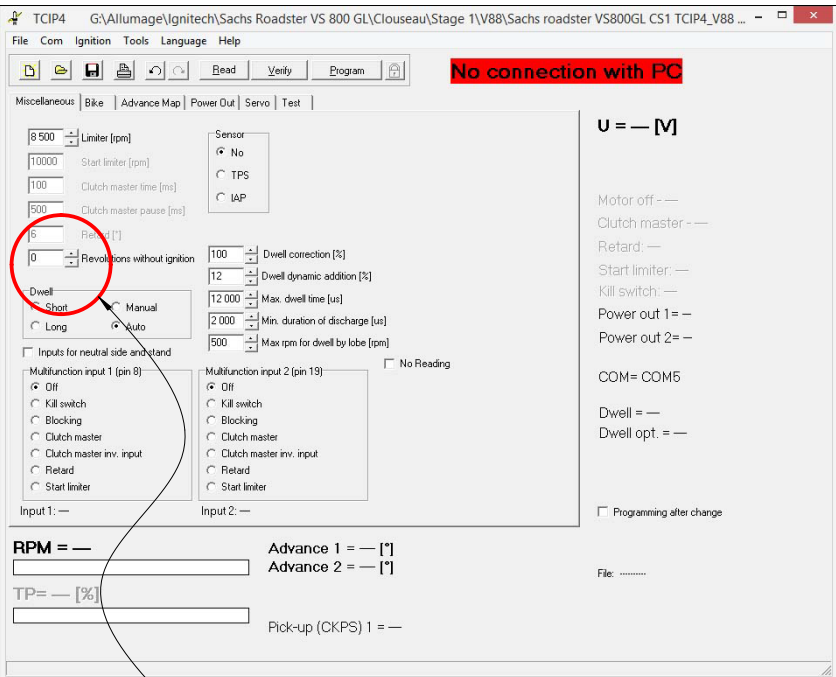 TCIP4 G:\Allumage\Ignitech\Sachs Roadster VS 800 GL\Clouseau\Stage 1\V88\Sachs roadster VS800GL CS1 TCIP4_V88 ...
File Com Ignition Tools Language Help
Read Verify Program
No connection with PC
Miscellaneous Bike Advance Map Power Out Servo Test
8 500 Limiter [rpm]
10000 Start limiter [rpm]
100 Clutch master time [ms]
500 Clutch master pause [ms]
6 Retard [°]
0 Revolutions without ignition
Sensor
No
TPS
IAP
100 Dwell correction [%]
12 Dwell dynamic addition [%]
12 000 Max. dwell time [us]
2 000 Min. duration of discharge [us]
500 Max rpm for dwell by lobe [rpm]
Dwell
Short Manual
Long Auto
Inputs for neutral side and stand
No Reading
Multifunction input 1 (pin 8)
Off
Kill switch
Blocking
Clutch master
Clutch master inv. input
Retard
Start limiter
Input 1: —
Multifunction input 2 (pin 19)
Off
Kill switch
Blocking
Clutch master
Clutch master inv. input
Retard
Start limiter
Input 2: —
U = — [V]
Motor off - —
Clutch master - —
Retard: —
Start limiter: —
Kill switch: —
Power out 1= —
Power out 2= —
COM= COM5
Dwell = —
Dwell opt. = —
Programming after change
File: ----------
RPM = —
TP= — [%]
Advance 1 = — [°]
Advance 2 = — [°]
Pick-up (CKPS) 1 = —